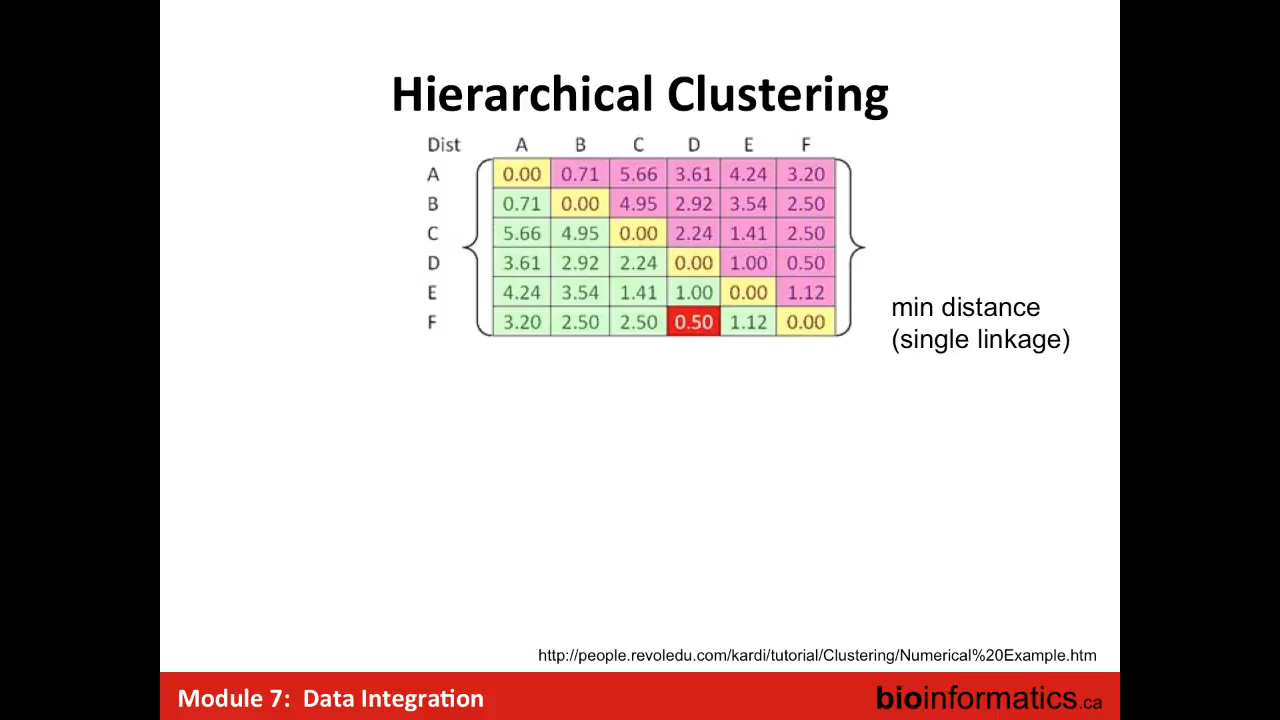 Hierarchical Clustering
Dist A B C D E F
A 0.00 0.71 5.66 3.61 4.24 3.20
B 0.71 0.00 4.95 2.92 3.54 2.50
C 5.66 4.95 0.00 2.24 1.41 2.50
D 3.61 2.92 2.24 0.00 1.00 0.50
E 4.24 3.54 1.41 1.00 0.00 1.12
F 3.20 2.50 2.50 0.50 1.12 0.00
min distance
(single linkage)
http://people.revoledu.com/kardi/tutorial/Clustering/Numerical%20Example.htm
Module 7: Data Integration
bioinformatics.ca